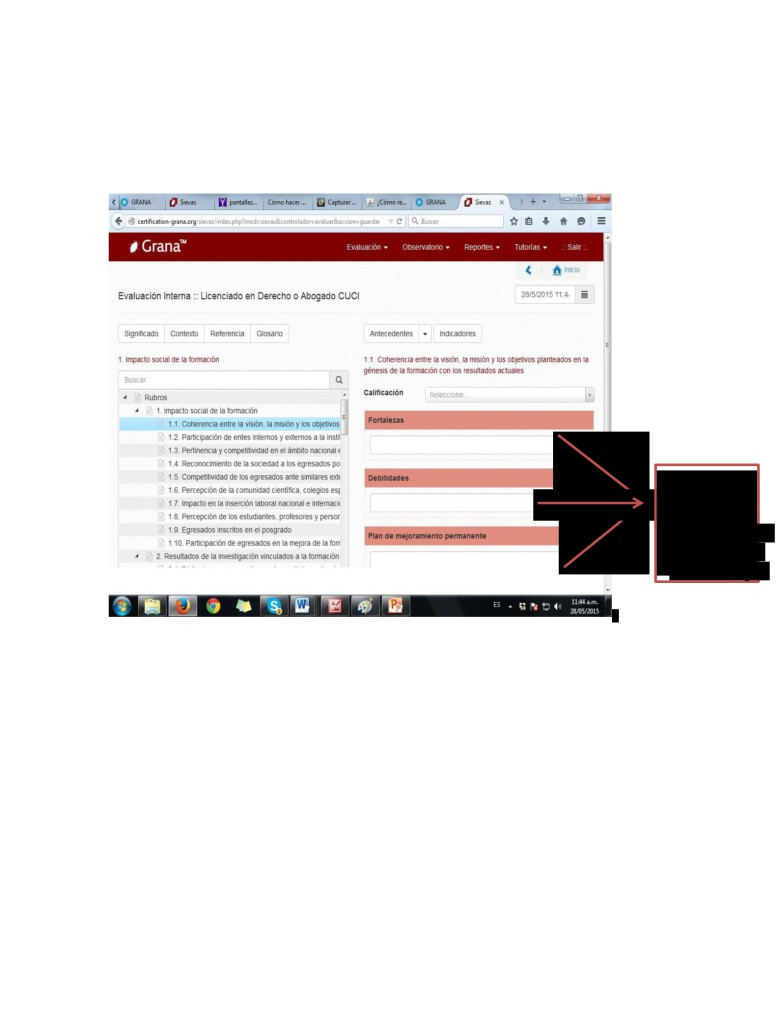 GRANA
Sievas
pantallaz...
Cómo hacer ...
Capturar ...
¿Cómo re...
GRANA
Sievas
certification-grana.org/sievas/index.php?mod=sievas&controlador=evaluar&accion=guardar
Buscar
Grana™
Evaluación Observatorio Reportes Tutorías .: Salir :.
Inicio
Evaluación Interna :: Licenciado en Derecho o Abogado CUCI
28/5/2015 11:4
Significado Contexto Referencia Glosario
Antecedentes Indicadores
1. Impacto social de la formación
Buscar
Rubros
1. Impacto social de la formación
1.1. Coherencia entre la visión, la misión y los objetivos
1.2. Participación de entes internos y externos a la insti
1.3. Pertinencia y competitividad en el ámbito nacional e
1.4. Reconocimiento de la sociedad a los egresados po
1.5. Competitividad de los egresados ante similares exte
1.6. Percepción de la comunidad científica, colegios esp
1.7. Impacto en la inserción laboral nacional e internaci
1.8. Percepción de los estudiantes, profesores y person
1.9. Egresados inscritos en el posgrado
1.10. Participación de egresados en la mejora de la forn
2. Resultados de la investigación vinculados a la formación
1.1. Coherencia entre la visión, la misión y los objetivos planteados en la
génesis de la formación con los resultados actuales
Calificación
Seleccione...
Fortalezas
Debilidades
Plan de mejoramiento permanente
ES
11:44 a.m.
28/05/2015